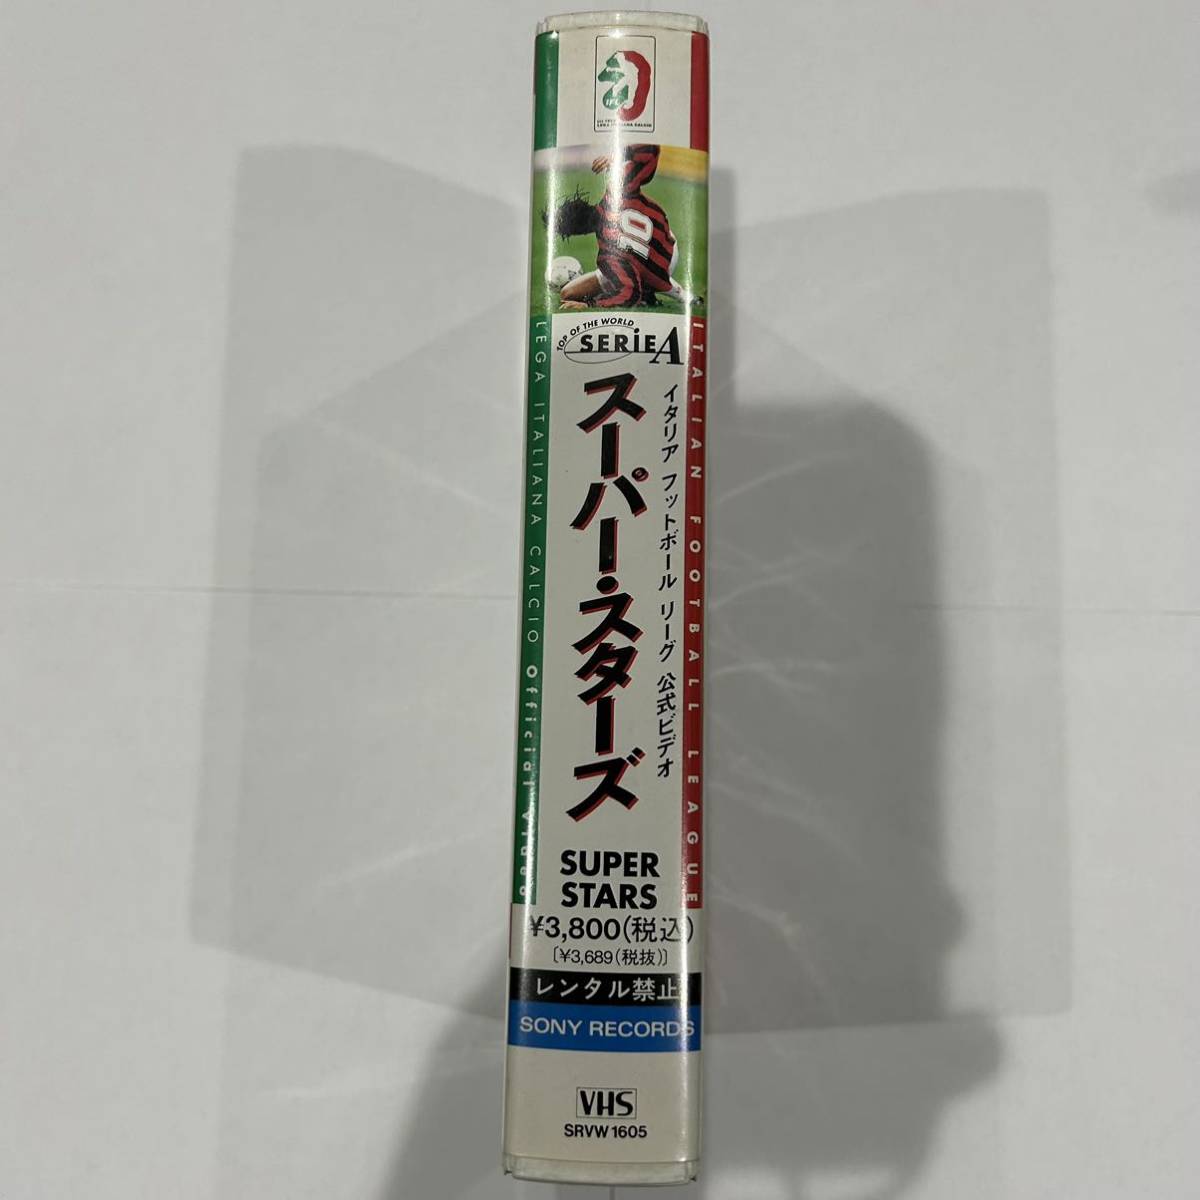 IFL
10
TOP OF THE WORLD
SERIE A
スーパー・スターズ
イタリア フットボール リーグ 公式ビデオ
LEGA ITALIANA CALCIO Official Video
ITALIAN FOOTBALL LEAGUE
SUPER
STARS
¥3,800(税込)
〔¥3,689(税抜)〕
レンタル禁止
SONY RECORDS
VHS
SRVW 1605